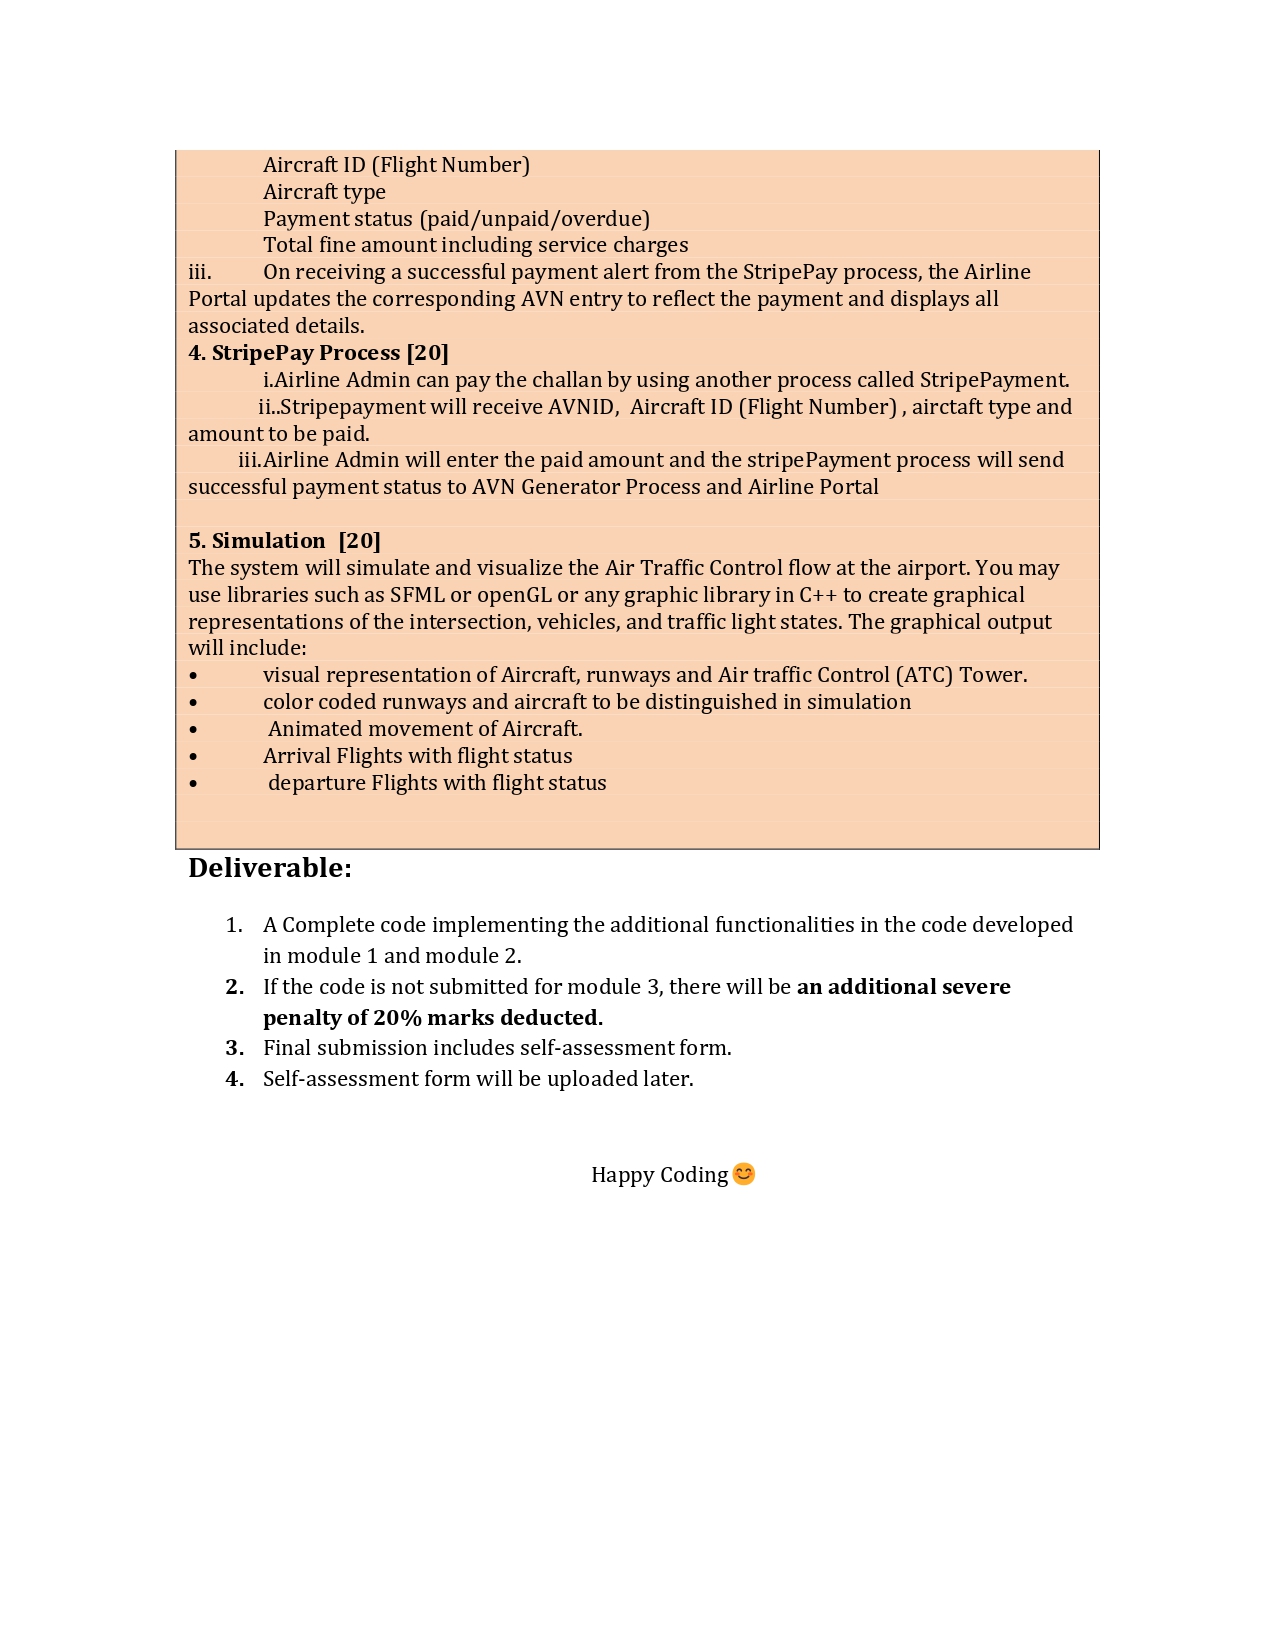 Aircraft ID (Flight Number)
Aircraft type
Payment status (paid/unpaid/overdue)
Total fine amount including service charges
iii. On receiving a successful payment alert from the StripePay process, the Airline
Portal updates the corresponding AVN entry to reflect the payment and displays all
associated details.
4. StripePay Process [20]
i.Airline Admin can pay the challan by using another process called StripePayment.
ii..Stripepayment will receive AVNID, Aircraft ID (Flight Number) , airctaft type and
amount to be paid.
iii.Airline Admin will enter the paid amount and the stripePayment process will send
successful payment status to AVN Generator Process and Airline Portal
5. Simulation [20]
The system will simulate and visualize the Air Traffic Control flow at the airport. You may
use libraries such as SFML or openGL or any graphic library in C++ to create graphical
representations of the intersection, vehicles, and traffic light states. The graphical output
will include:
• visual representation of Aircraft, runways and Air traffic Control (ATC) Tower.
• color coded runways and aircraft to be distinguished in simulation
• Animated movement of Aircraft.
• Arrival Flights with flight status
• departure Flights with flight status
Deliverable:
1. A Complete code implementing the additional functionalities in the code developed
in module 1 and module 2.
2. If the code is not submitted for module 3, there will be an additional severe
penalty of 20% marks deducted.
3. Final submission includes self-assessment form.
4. Self-assessment form will be uploaded later.
Happy Coding😊